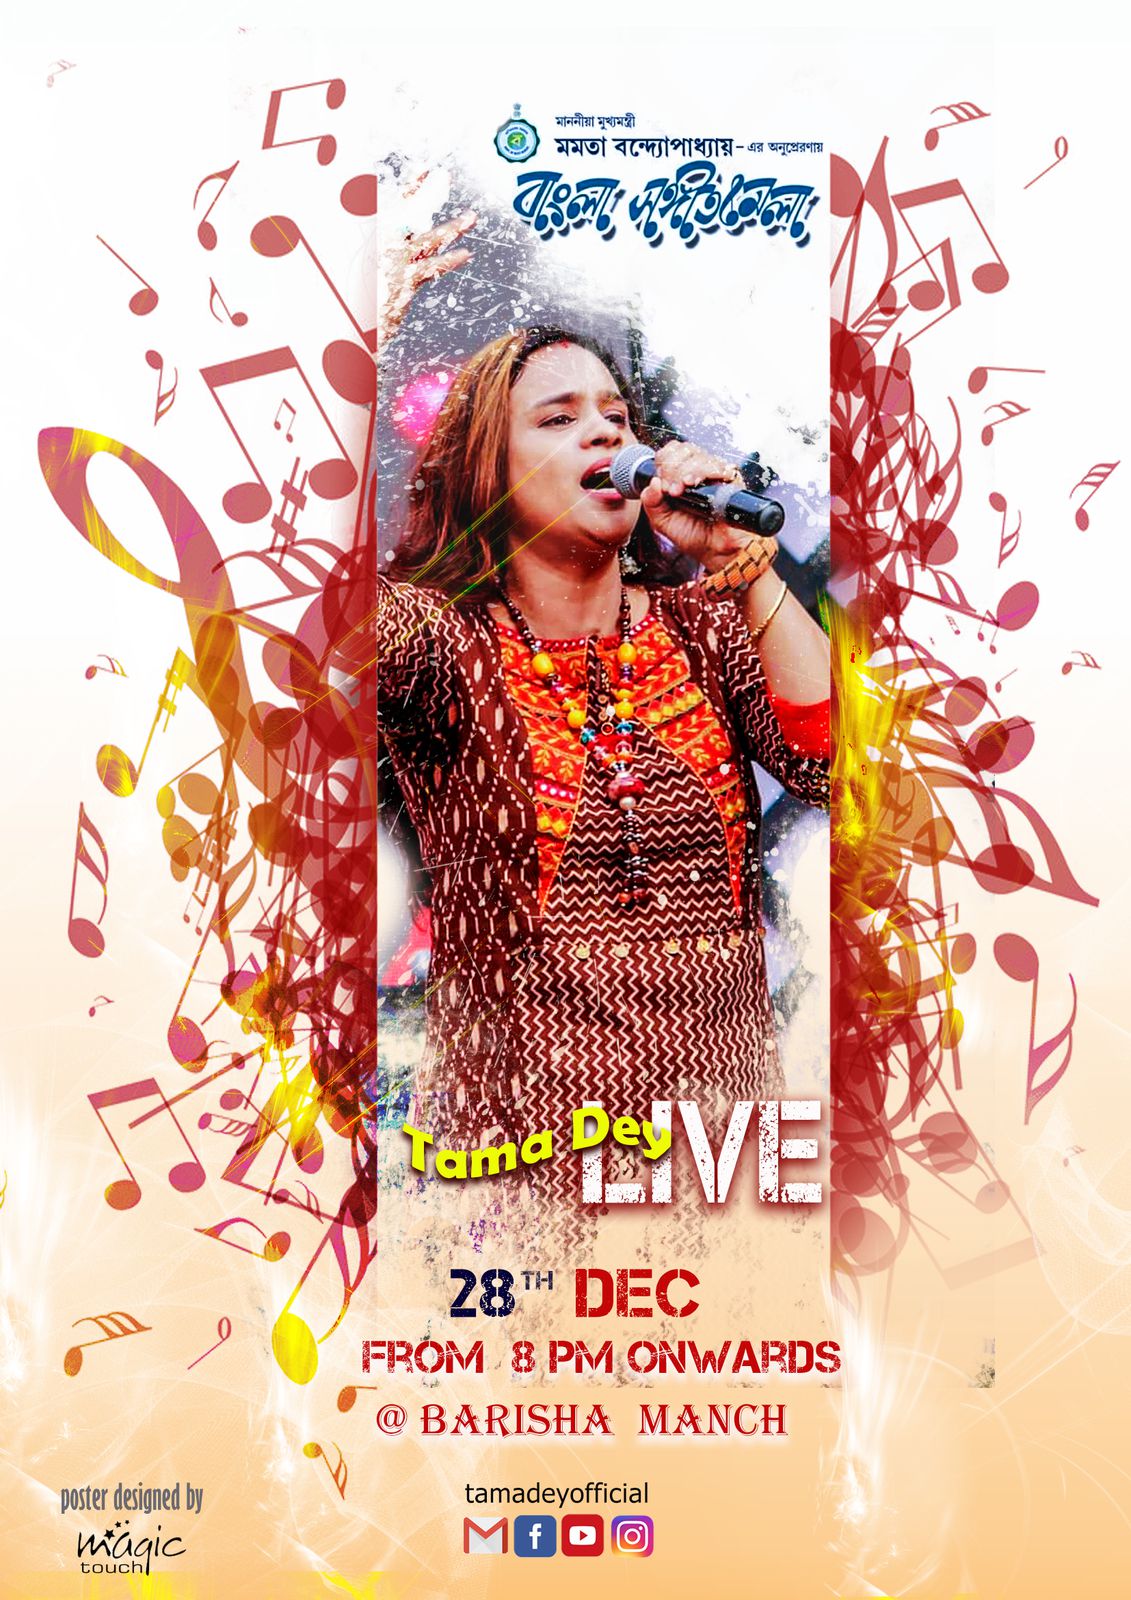 মাননীয়া মুখ্যমন্ত্রী
মমতা বন্দ্যোপাধ্যায় - এর অনুপ্রেরণায়
বাংলা সঙ্গীতমেলা
Tama Dey LIVE
28TH DEC
FROM 8 PM ONWARDS
@ BARISHA MANCH
poster designed by
magic
touch
tamadeyofficial